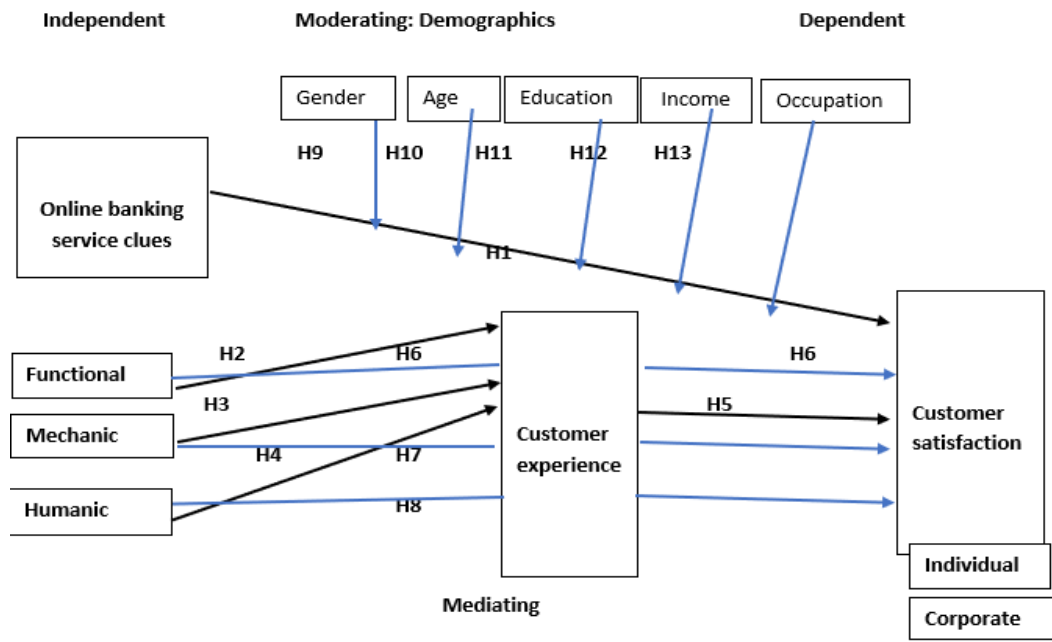 Independent Moderating: Demographics Dependent
Gender Age Education Income Occupation
H9 H10 H11 H12 H13
Online banking
service clues
H1
H2 H6 H6
Functional
H3 H5
Mechanic
Customer
experience
Customer
satisfaction
H4 H7
Humanic
H8
Individual
Mediating
Corporate